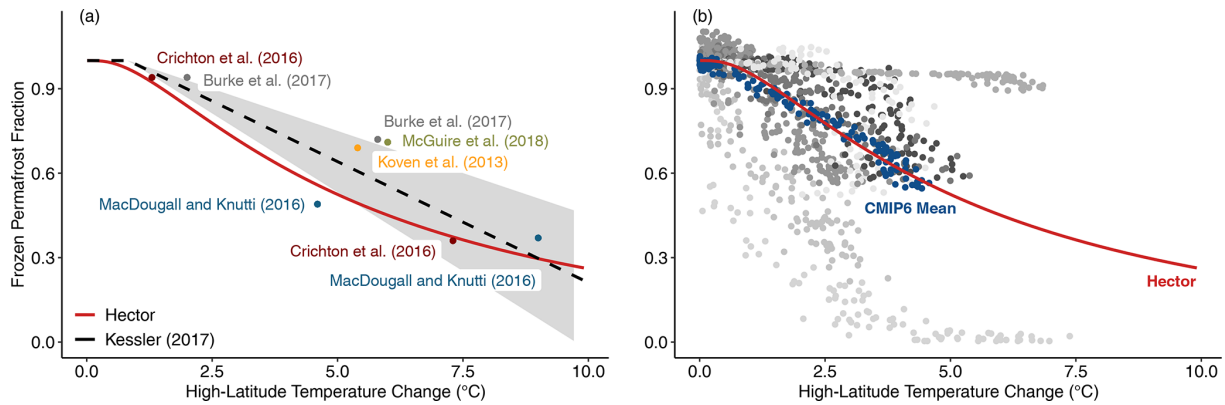 (a)
Crichton et al. (2016)
Burke et al. (2017)
Burke et al. (2017)
McGuire et al. (2018)
Koven et al. (2013)
MacDougall and Knutti (2016)
Crichton et al. (2016)
MacDougall and Knutti (2016)
Hector
Kessler (2017)
Frozen Permafrost Fraction
0.9
0.6
0.3
0.0
0.0 2.5 5.0 7.5 10.0
High-Latitude Temperature Change (°C)
(b)
CMIP6 Mean
Hector
0.9
0.6
0.3
0.0
0.0 2.5 5.0 7.5 10.0
High-Latitude Temperature Change (°C)